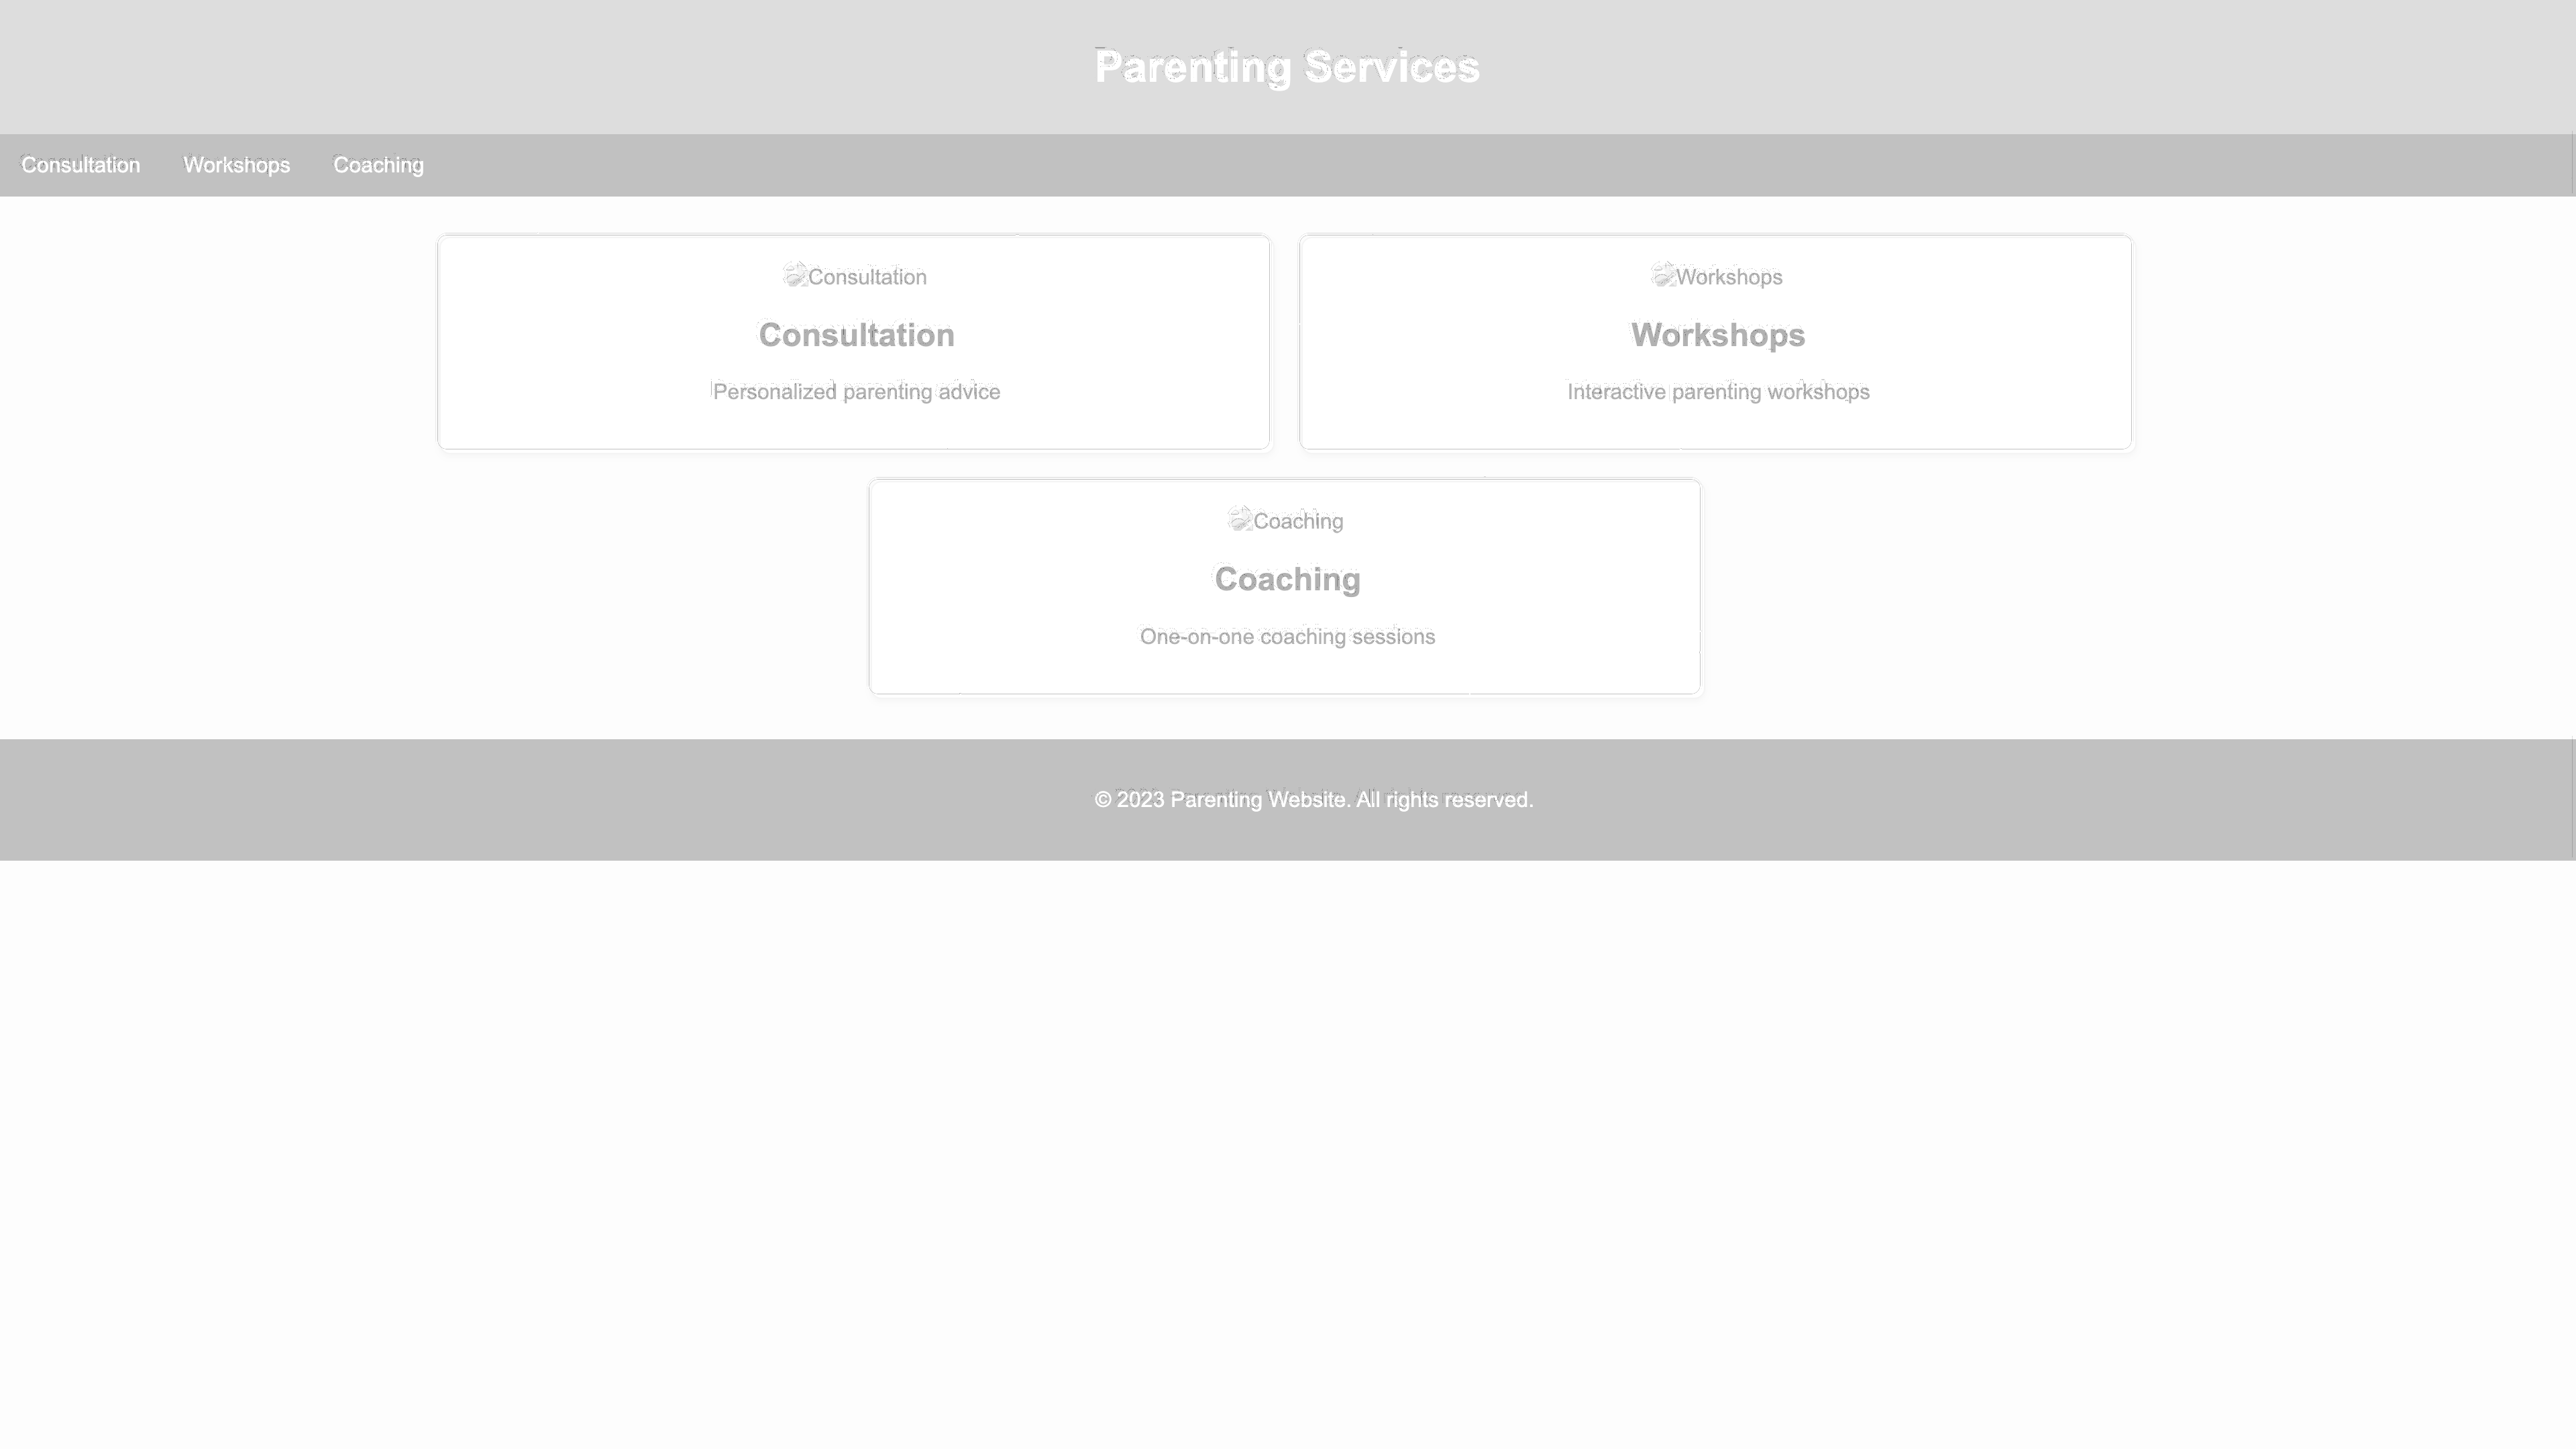 Parenting Services
Consultation Workshops Coaching
Consultation
Consultation
Personalized parenting advice
Workshops
Workshops
Interactive parenting workshops
Coaching
Coaching
One-on-one coaching sessions
© 2023 Parenting Website. All rights reserved.